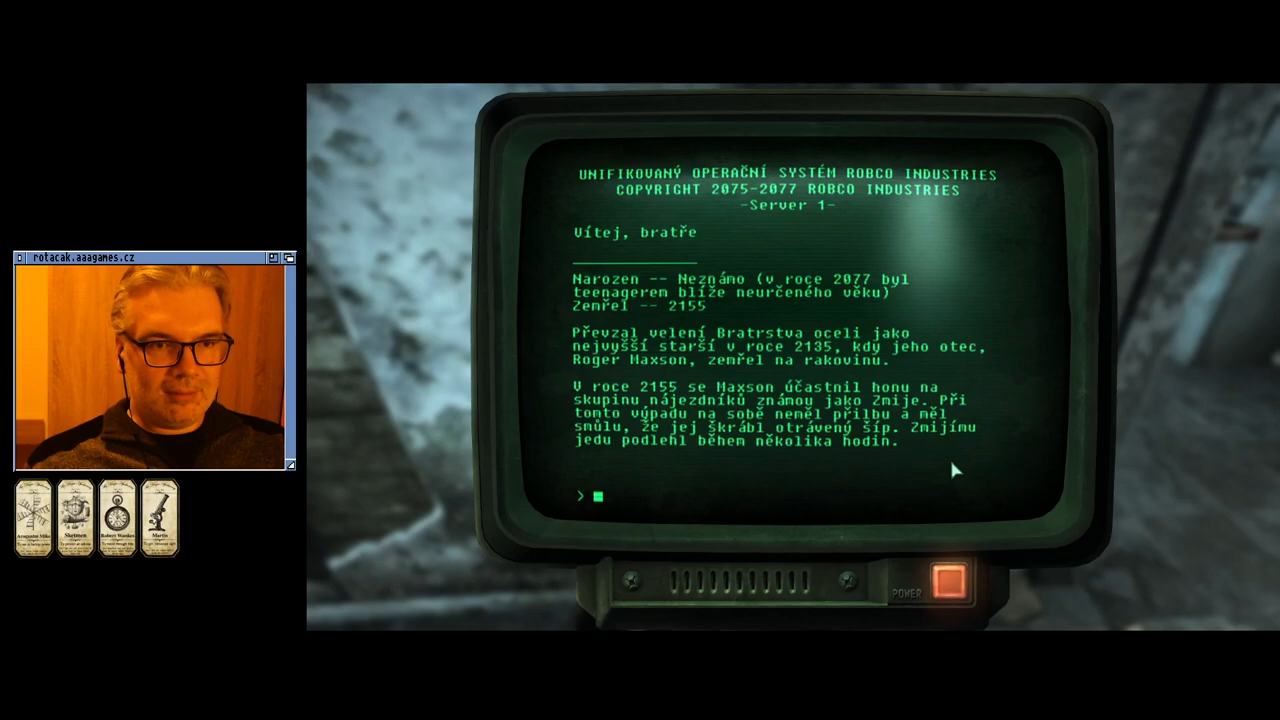 rotacak.aaagames.cz
UNIFIKOVANÝ OPERAČNÍ SYSTÉM ROBCO INDUSTRIES
COPYRIGHT 2075-2077 ROBCO INDUSTRIES
-Server 1-
Vítej, bratře
Narozen -- Neznámo (v roce 2077 byl
teenagerem blíže neurčeného věku)
Zemřel -- 2155
Převzal velení Bratrstva oceli jako
nejvyšší starší v roce 2135, kdy jeho otec,
Roger Maxson, zemřel na rakovinu.
V roce 2155 se Maxson účastnil honu na
skupinu nájezdníků známou jako Zmije. Při
tomto výpadu na sobě neměl přilbu a měl
smůlu, že jej škrábl otrávený šíp. Zmijímu
jedu podlehl během několika hodin.
>
POWER
Sketmen
Martin